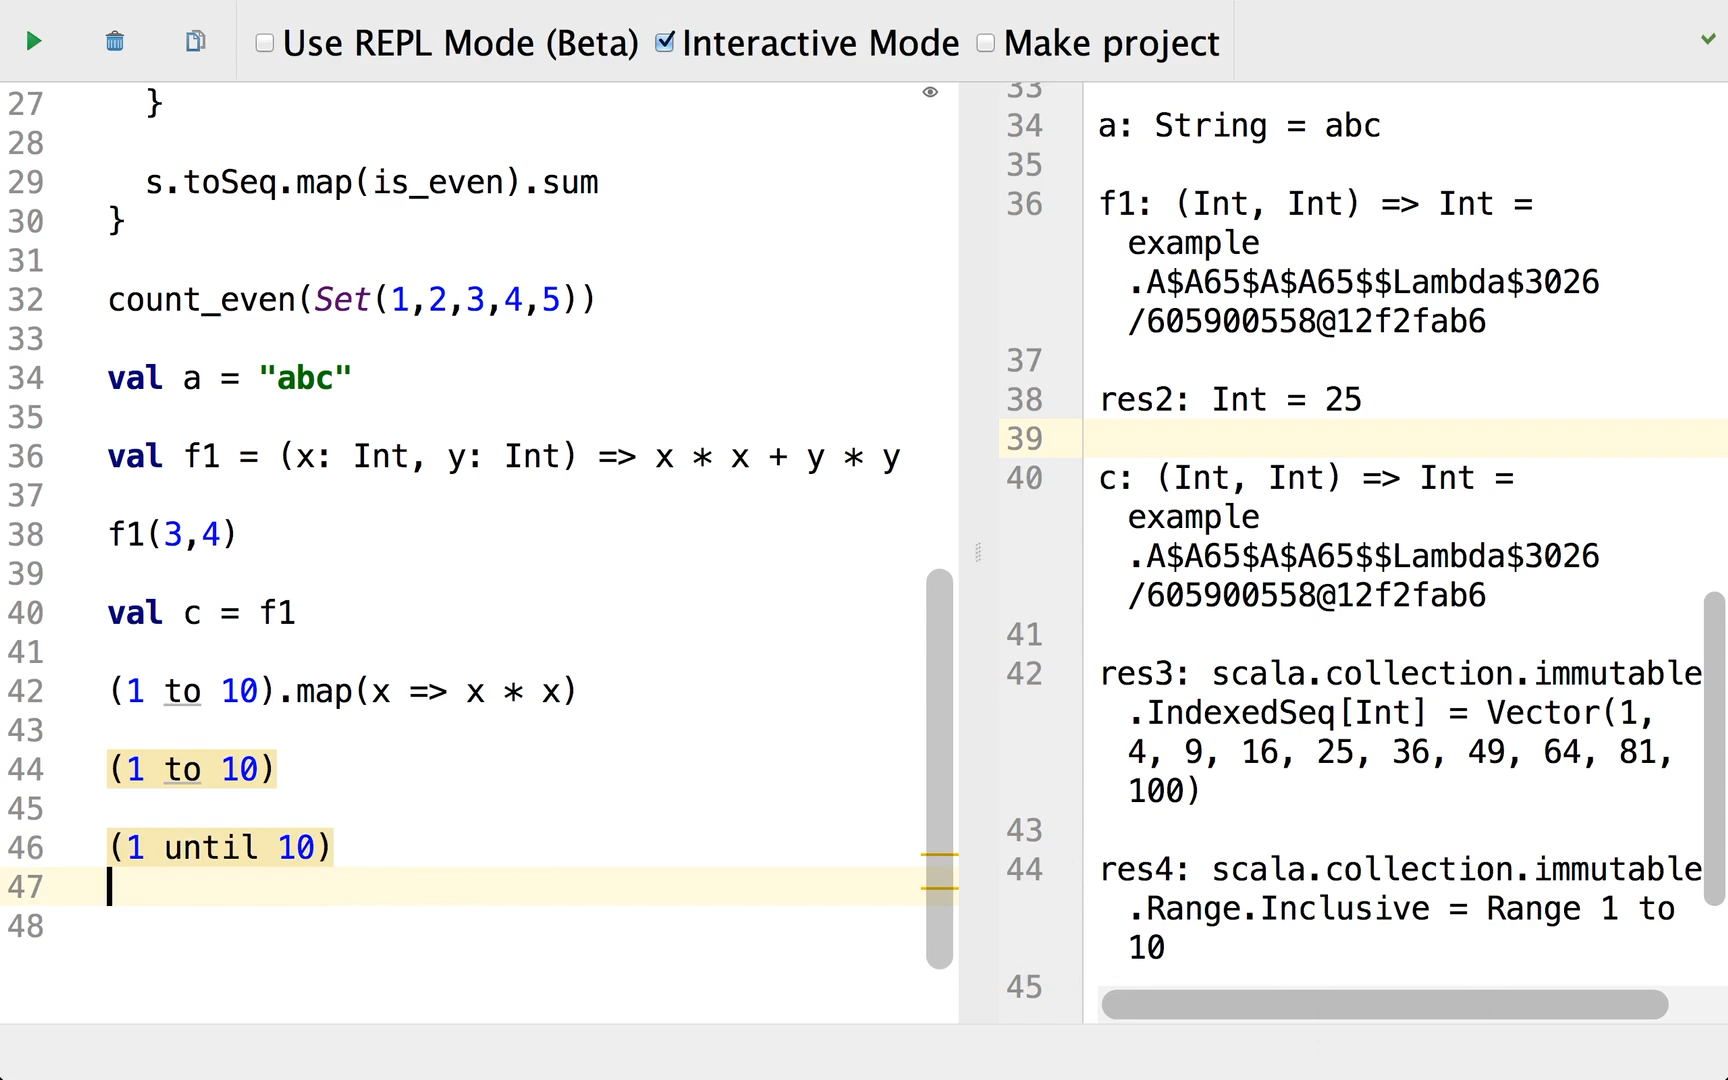 Use REPL Mode (Beta) Interactive Mode Make project
27 }
28
29 s.toSeq.map(is_even).sum
30 }
31
32 count_even(Set(1,2,3,4,5))
33
34 val a = "abc"
35
36 val f1 = (x: Int, y: Int) => x * x + y * y
37
38 f1(3,4)
39
40 val c = f1
41
42 (1 to 10).map(x => x * x)
43
44 (1 to 10)
45
46 (1 until 10)
47
48
33
34 a: String = abc
35
36 f1: (Int, Int) => Int =
example
.A$A65$A$A65$$Lambda$3026
/605900558@12f2fab6
37
38 res2: Int = 25
39
40 c: (Int, Int) => Int =
example
.A$A65$A$A65$$Lambda$3026
/605900558@12f2fab6
41
42 res3: scala.collection.immutable
.IndexedSeq[Int] = Vector(1,
4, 9, 16, 25, 36, 49, 64, 81,
100)
43
44 res4: scala.collection.immutable
.Range.Inclusive = Range 1 to
10
45